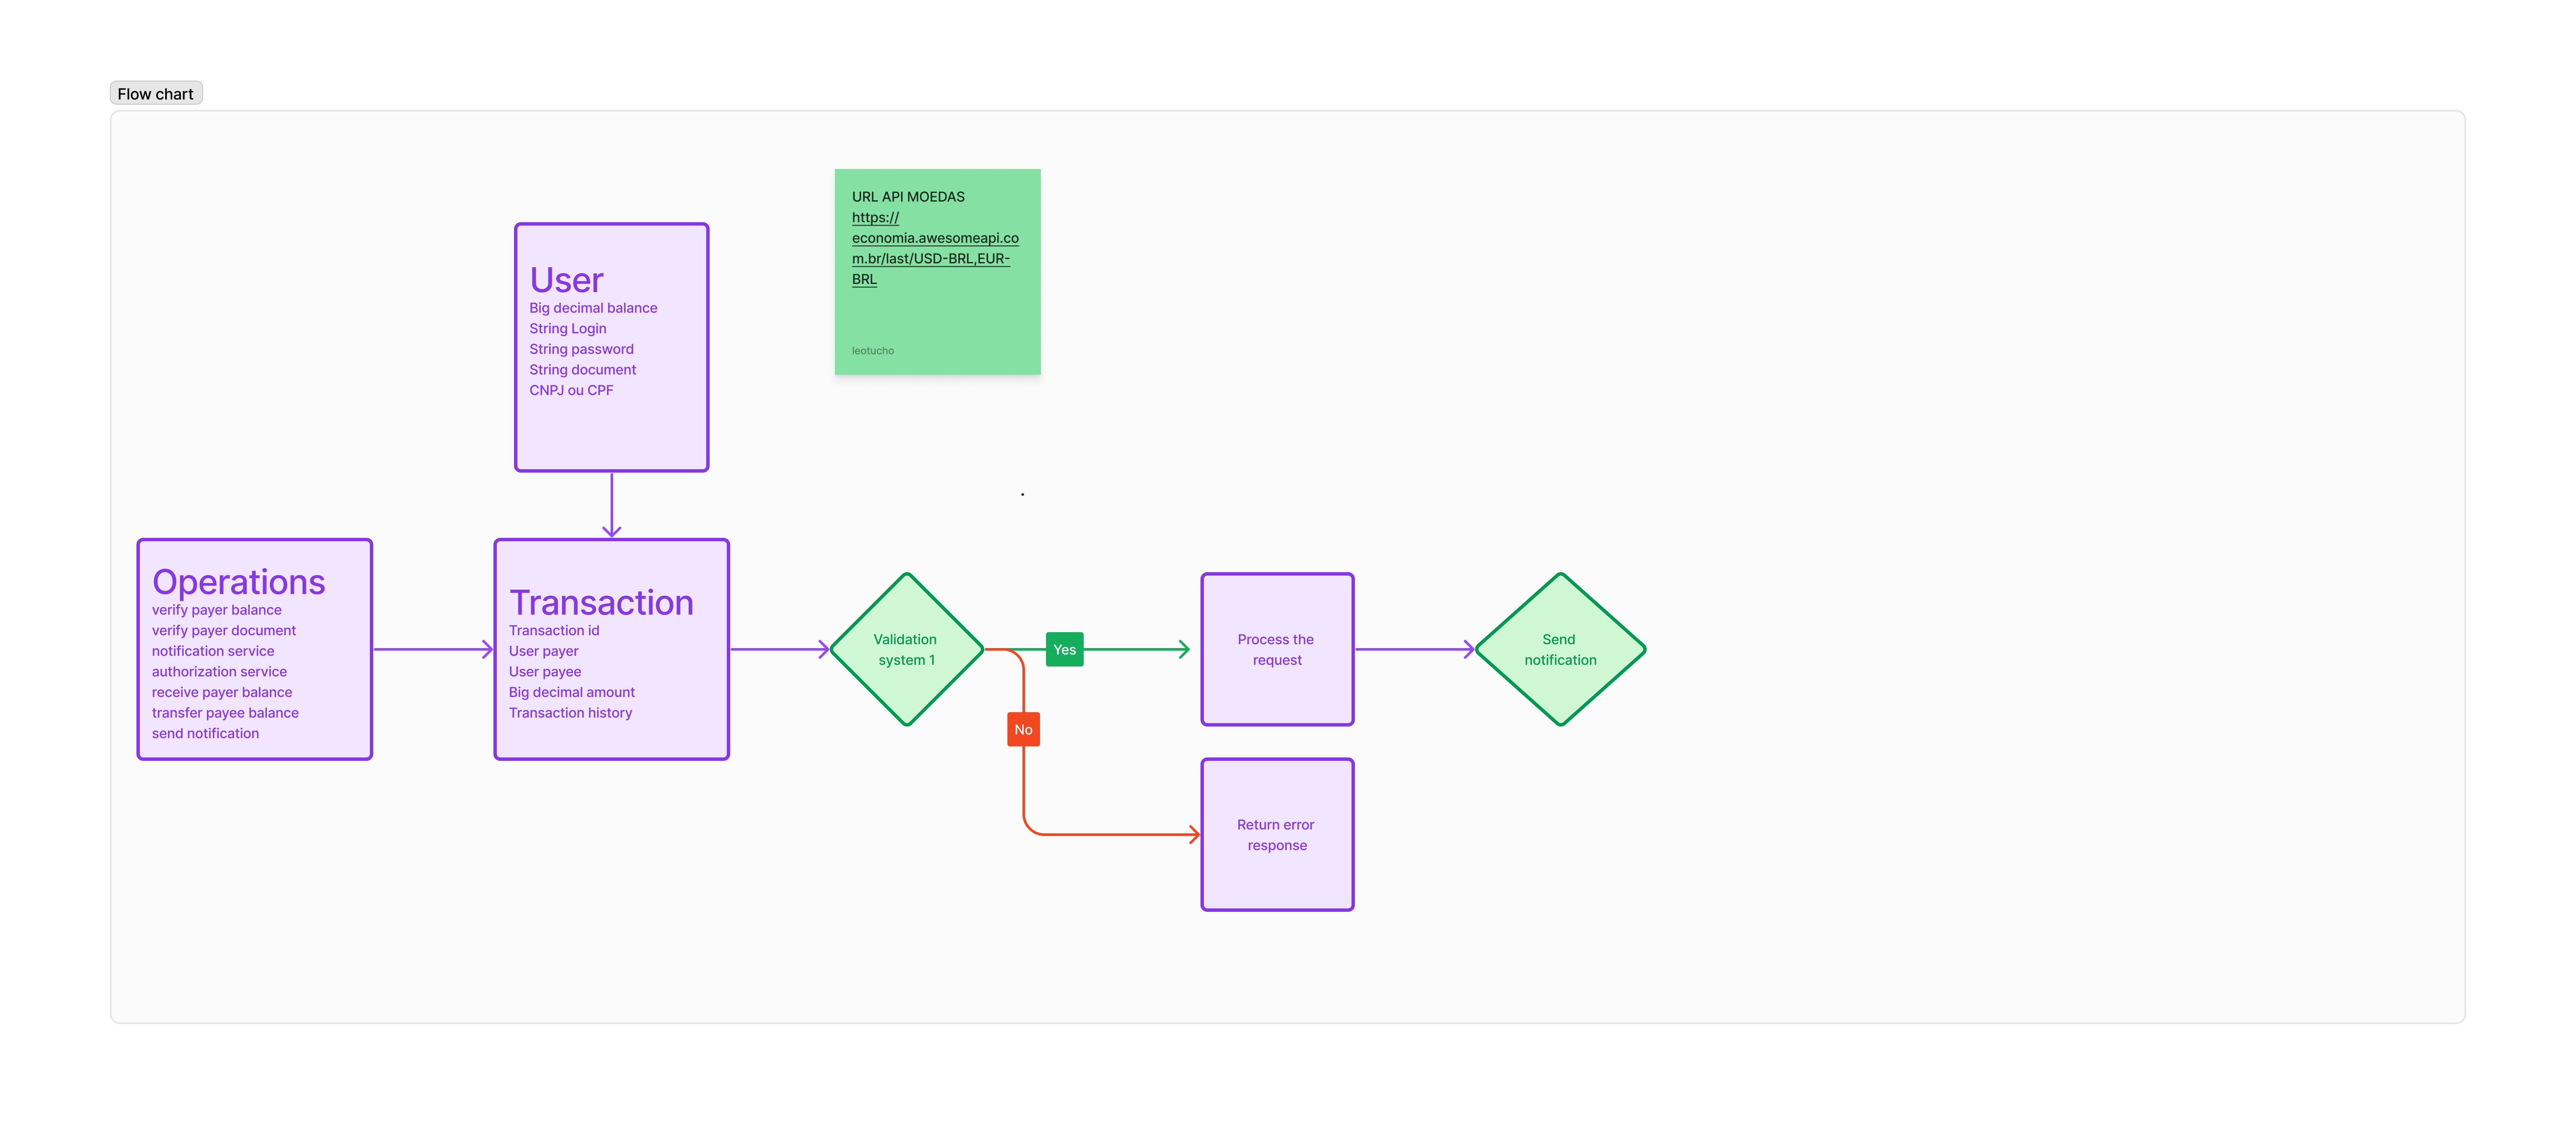 Flow chart
URL API MOEDAS
https://
economia.awesomeapi.co
m.br/last/USD-BRL,EUR-
BRL
leotucho
User
Big decimal balance
String Login
String password
String document
CNPJ ou CPF
Operations
verify payer balance
verify payer document
notification service
authorization service
receive payer balance
transfer payee balance
send notification
Transaction
Transaction id
User payer
User payee
Big decimal amount
Transaction history
Validation
system 1
Yes
No
Process the
request
Send
notification
Return error
response